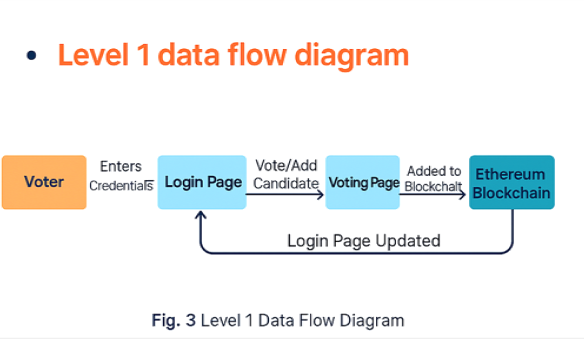 • Level 1 data flow diagram
Voter
Enters
Credentials
Login Page
Vote/Add
Candidate
Voting Page
Added to
Blockchalt
Ethereum
Blockchain
Login Page Updated
Fig. 3 Level 1 Data Flow Diagram